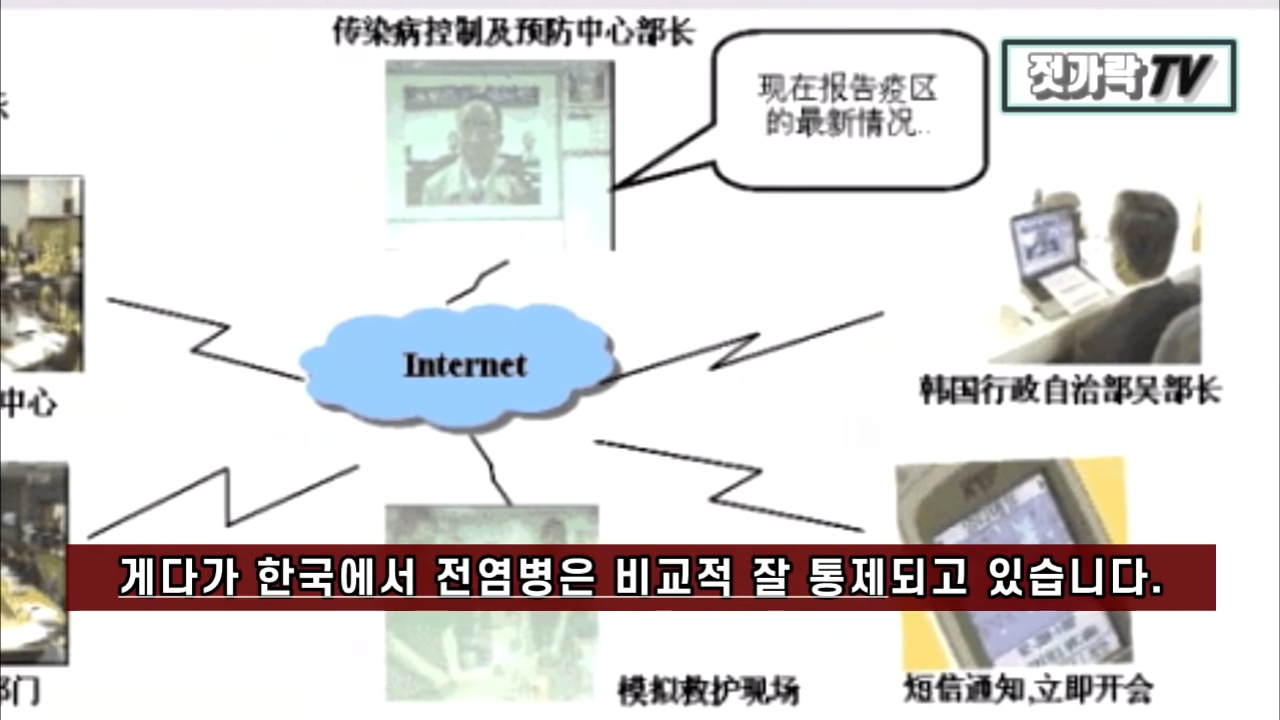 传染病控制及预防中心部长
现在报告疫区
的最新情况..
젓가락TV
Internet
中心
韩国行政自治部吴部长
KTF
게다가 한국에서 전염병은 비교적 잘 통제되고 있습니다.
部门
模拟救护现场
短信通知,立即开会